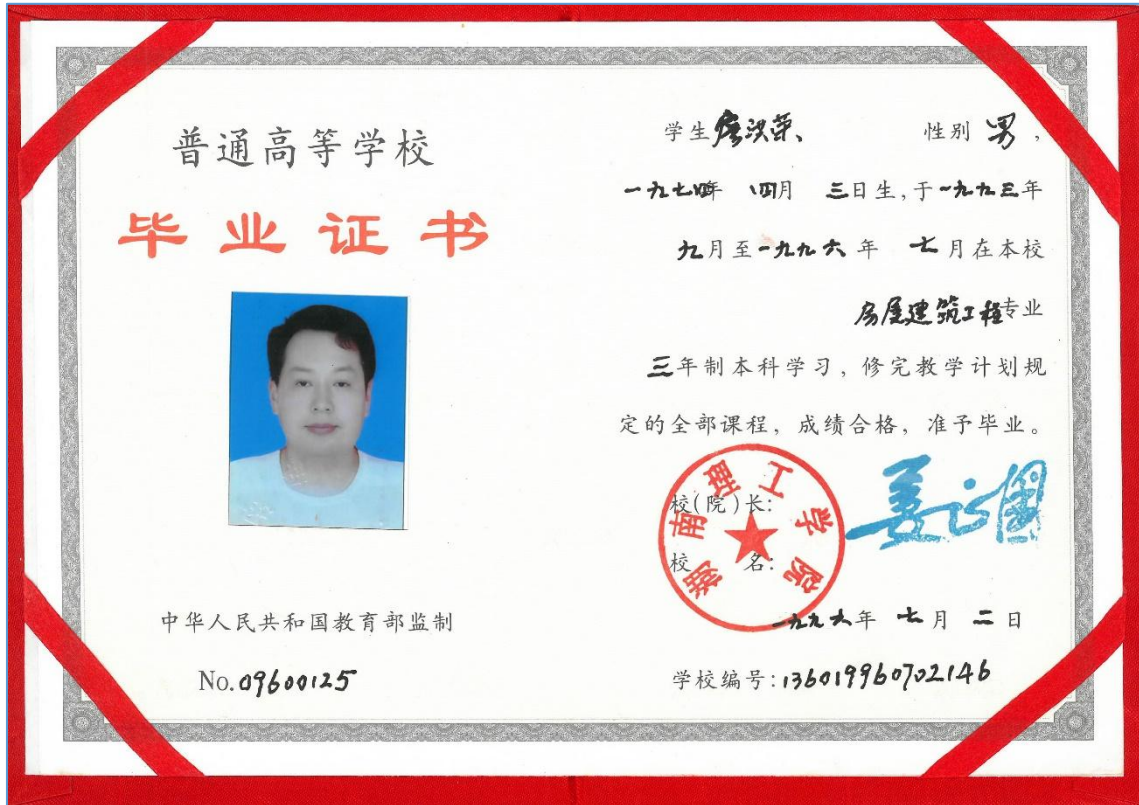 普通高等学校
毕业证书
中华人民共和国教育部监制
No.09600125
学生唐洪荣、 性别 男，
一九七四年 四月 三日生，于一九九三年
九月至一九九六年 七月在本校
房屋建筑工程专业
三年制本科学习，修完教学计划规
定的全部课程，成绩合格，准予毕业。
校(院)长：
校 名：
湖南理工学院
一九九六年 七月 二日
学校编号：136019960702146